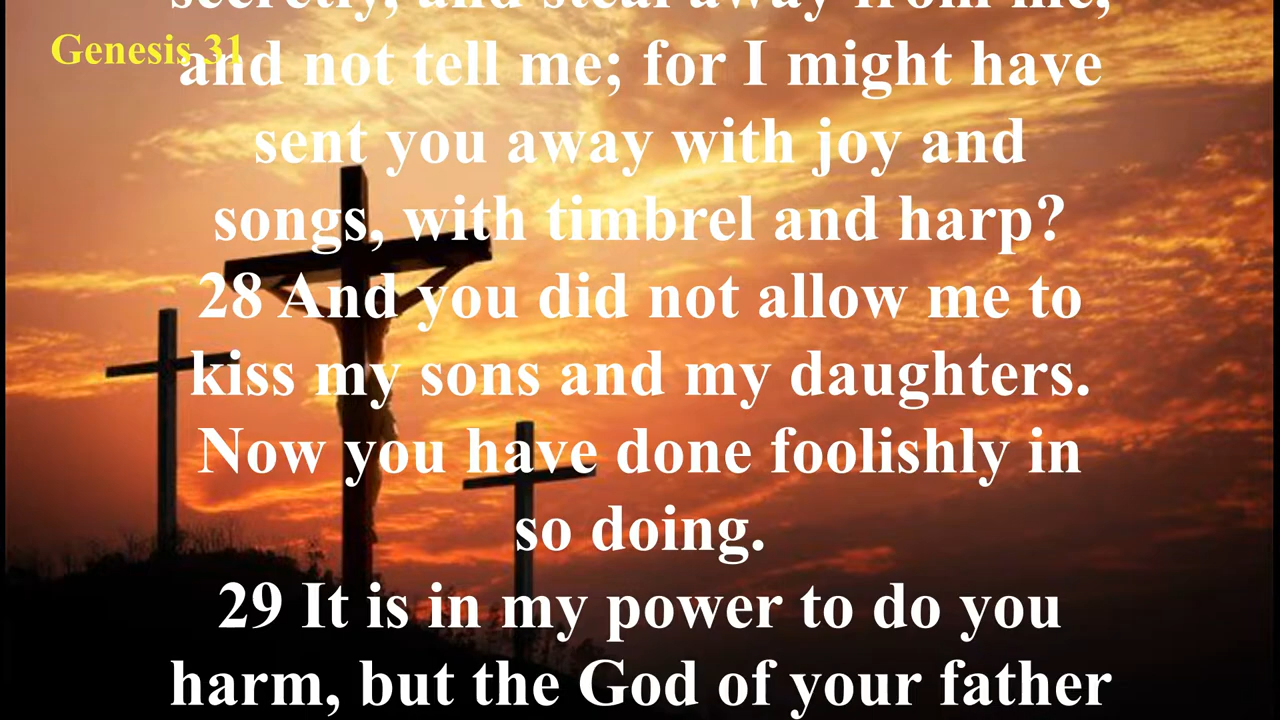 secretly, and steal away from me,
Genesis 31
and not tell me; for I might have
sent you away with joy and
songs, with timbrel and harp?
28 And you did not allow me to
kiss my sons and my daughters.
Now you have done foolishly in
so doing.
29 It is in my power to do you
harm, but the God of your father